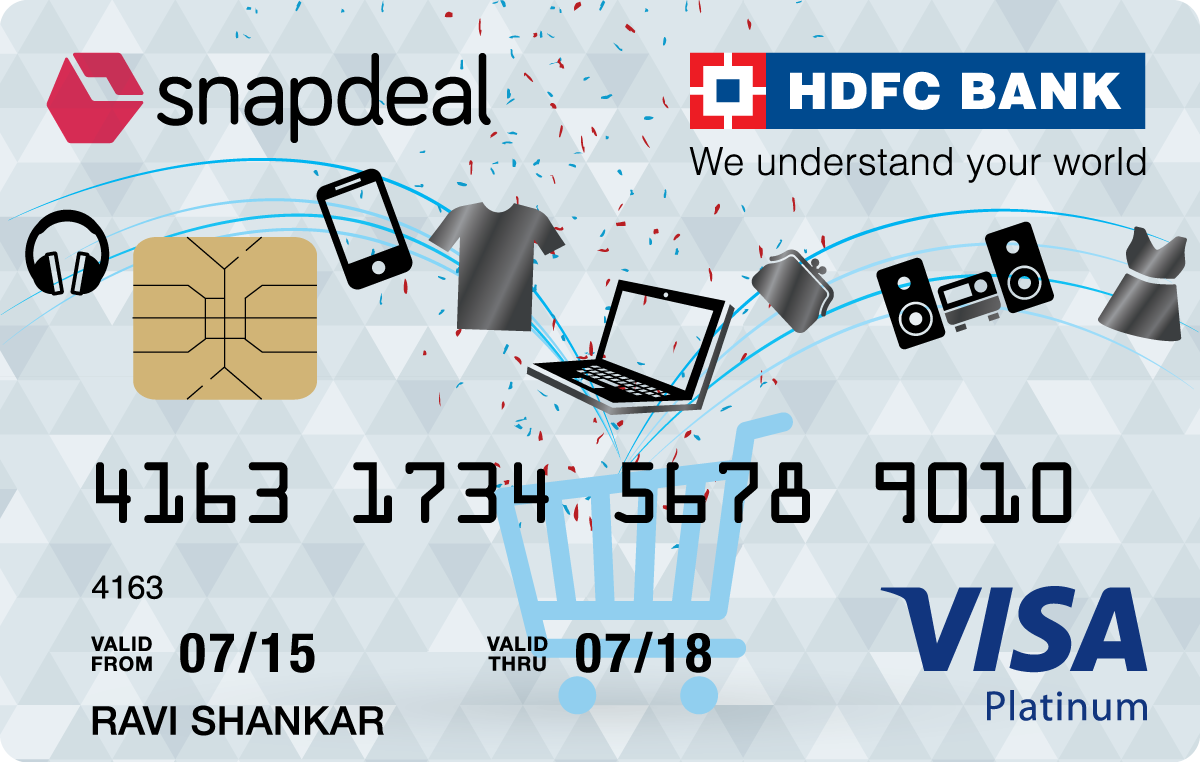 snapdeal
HDFC BANK
We understand your world
4163 1734 5678 9010
4163
VALID FROM 07/15 VALID THRU 07/18
RAVI SHANKAR
VISA
Platinum